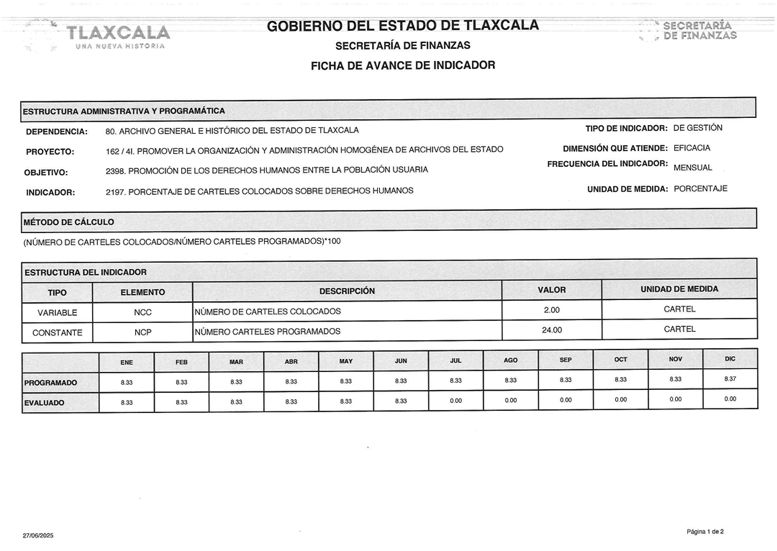 TLAXCALA
UNA NUEVA HISTORIA
GOBIERNO DEL ESTADO DE TLAXCALA
SECRETARÍA DE FINANZAS
FICHA DE AVANCE DE INDICADOR
SECRETARÍA
DE FINANZAS
ESTRUCTURA ADMINISTRATIVA Y PROGRAMÁTICA
DEPENDENCIA: 80. ARCHIVO GENERAL E HISTÓRICO DEL ESTADO DE TLAXCALA TIPO DE INDICADOR: DE GESTIÓN
PROYECTO: 162 / 4I. PROMOVER LA ORGANIZACIÓN Y ADMINISTRACIÓN HOMOGÉNEA DE ARCHIVOS DEL ESTADO DIMENSIÓN QUE ATIENDE: EFICACIA
OBJETIVO: 2398. PROMOCIÓN DE LOS DERECHOS HUMANOS ENTRE LA POBLACIÓN USUARIA FRECUENCIA DEL INDICADOR: MENSUAL
INDICADOR: 2197. PORCENTAJE DE CARTELES COLOCADOS SOBRE DERECHOS HUMANOS UNIDAD DE MEDIDA: PORCENTAJE
MÉTODO DE CÁLCULO
(NÚMERO DE CARTELES COLOCADOS/NÚMERO CARTELES PROGRAMADOS)*100
ESTRUCTURA DEL INDICADOR
TIPO ELEMENTO DESCRIPCIÓN VALOR UNIDAD DE MEDIDA
VARIABLE NCC NÚMERO DE CARTELES COLOCADOS 2.00 CARTEL
CONSTANTE NCP NÚMERO CARTELES PROGRAMADOS 24.00 CARTEL
ENE FEB MAR ABR MAY JUN JUL AGO SEP OCT NOV DIC
PROGRAMADO 8.33 8.33 8.33 8.33 8.33 8.33 8.33 8.33 8.33 8.33 8.33 8.37
EVALUADO 8.33 8.33 8.33 8.33 8.33 8.33 0.00 0.00 0.00 0.00 0.00 0.00
27/06/2025
Página 1 de 2